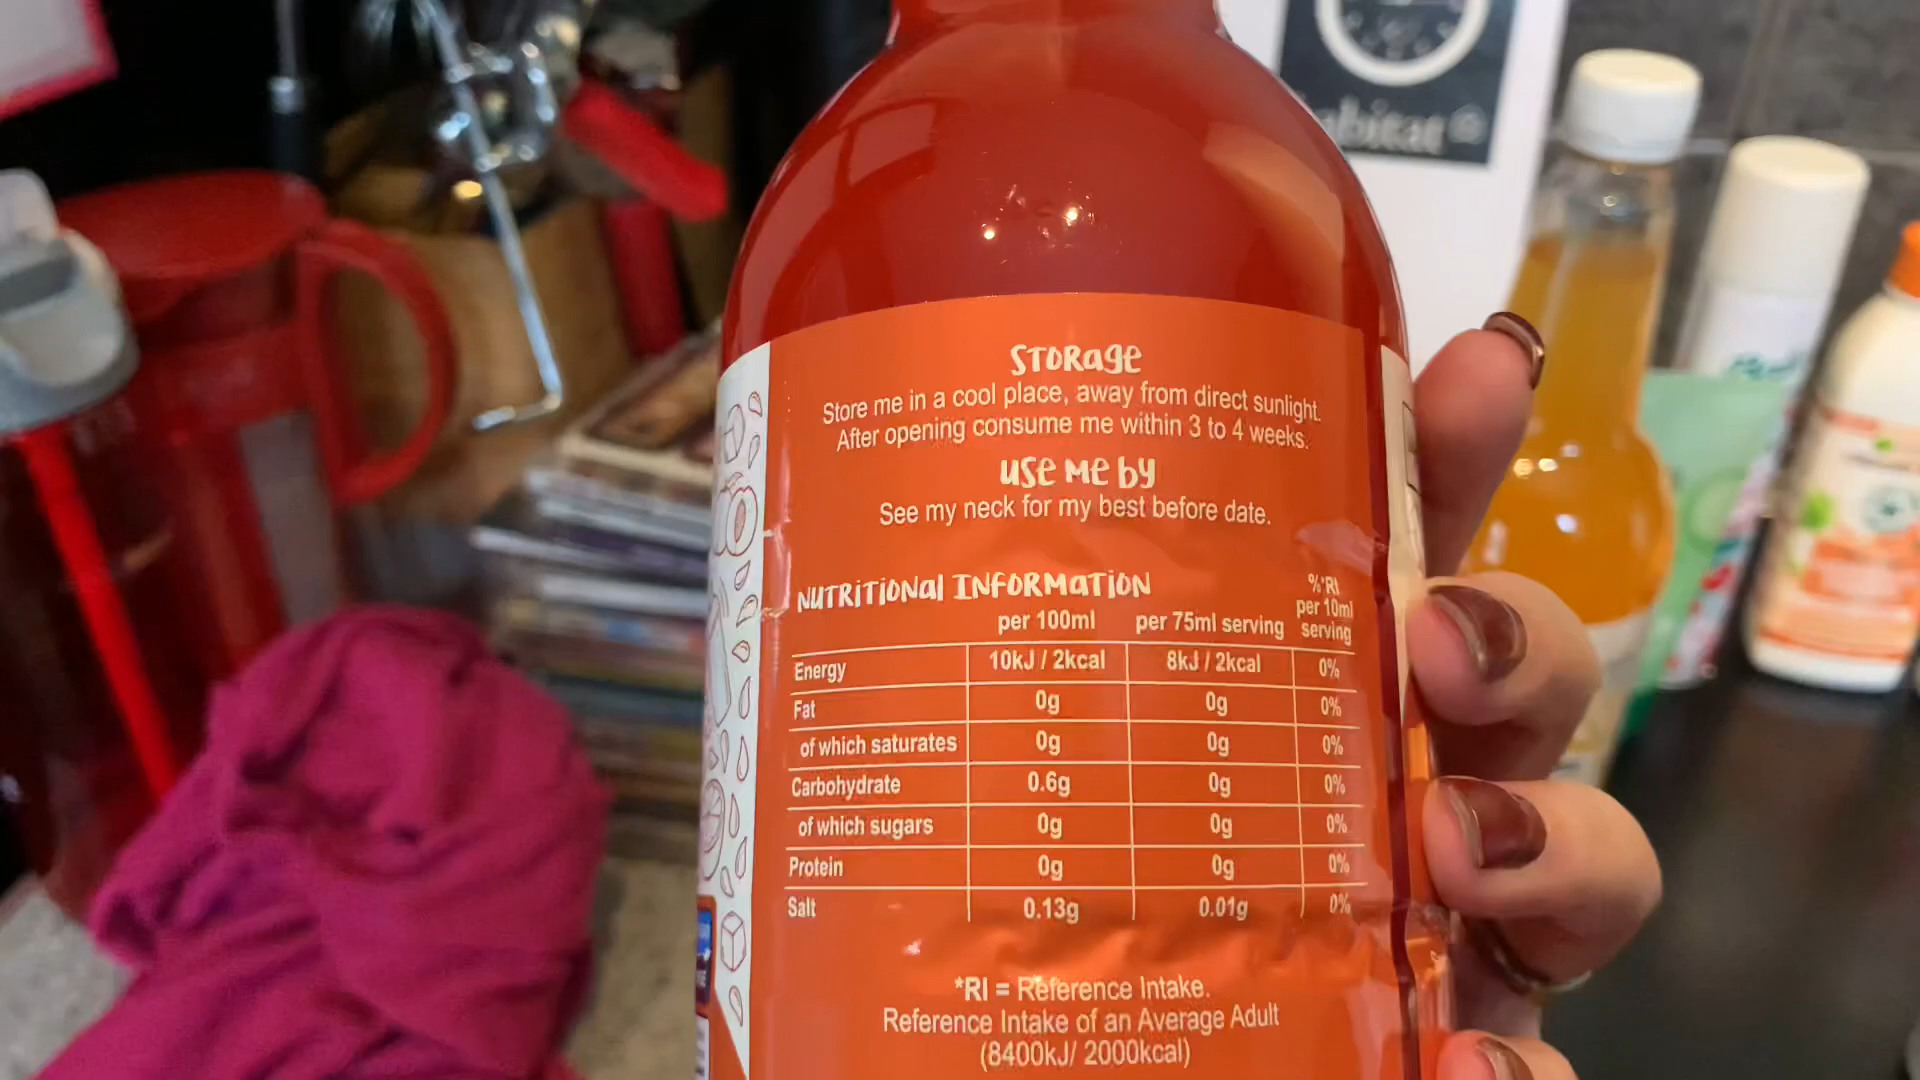 abitat
STORAGE
Store me in a cool place, away from direct sunlight.
After opening consume me within 3 to 4 weeks.
USE ME BY
See my neck for my best before date.
NUTRITIONAL INFORMATION
per 100ml per 75ml serving %*RI per 10ml serving
Energy 10kJ / 2kcal 8kJ / 2kcal 0%
Fat 0g 0g 0%
of which saturates 0g 0g 0%
Carbohydrate 0.6g 0g 0%
of which sugars 0g 0g 0%
Protein 0g 0g 0%
Salt 0.13g 0.01g 0%
*RI = Reference Intake.
Reference Intake of an Average Adult
(8400kJ/ 2000kcal)